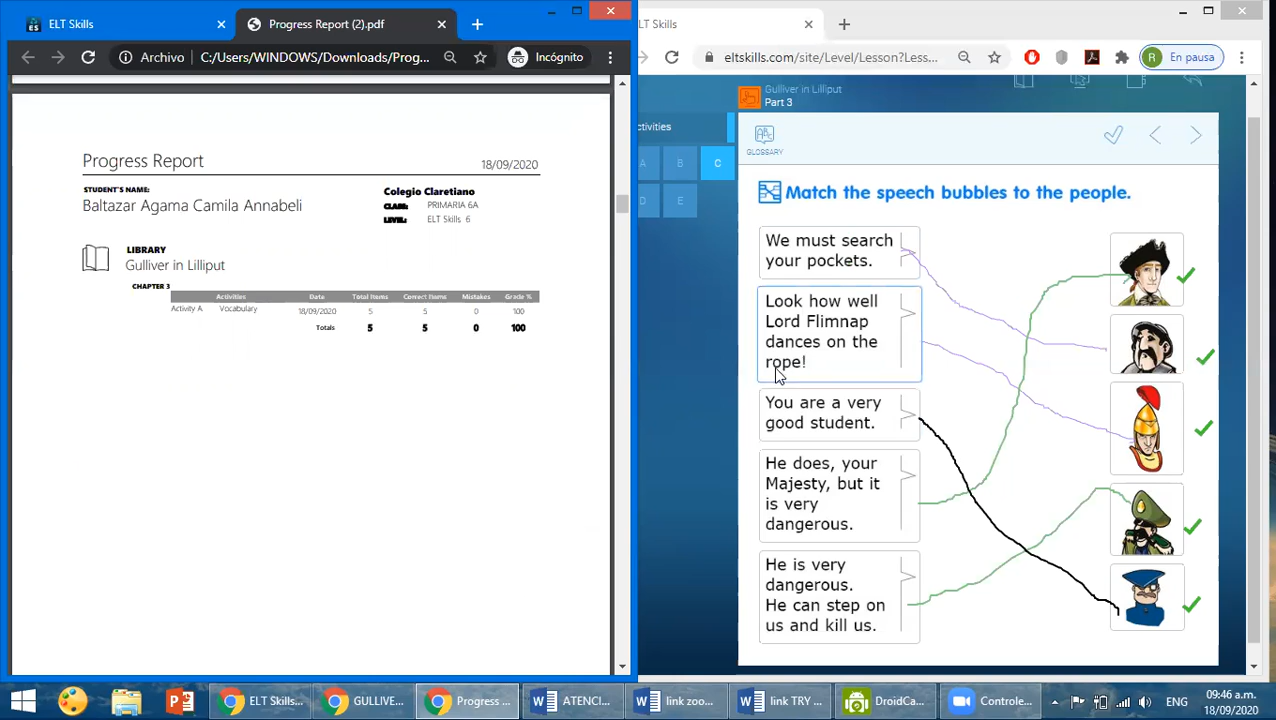 ELT Skills
Progress Report (2).pdf
Archivo
C:/Users/WINDOWS/Downloads/Prog...
Incógnito
Progress Report
18/09/2020
STUDENT'S NAME:
Baltazar Agama Camila Annabeli
Colegio Claretiano
CLASS: PRIMARIA 6A
LEVEL: ELT Skills 6
LIBRARY
Gulliver in Lilliput
CHAPTER 3
Activities Date Total Items Correct Items Mistakes Grade %
Activity A Vocabulary 18/09/2020 5 5 0 100
Totals 5 5 0 100
ELT Skills
eltskills.com/site/Level/Lesson?Less...
R En pausa
Gulliver in Lilliput
Part 3
ctivities
A B C
D E
ABC
GLOSSARY
Match the speech bubbles to the people.
We must search
your pockets.
Look how well
Lord Flimnap
dances on the
rope!
You are a very
good student.
He does, your
Majesty, but it
is very
dangerous.
He is very
dangerous.
He can step on
us and kill us.
ELT Skills...
GULLIVE...
Progress ...
ATENCI...
link zoo...
link TRY ...
DroidCa...
Controle...
ENG
09:46 a.m.
18/09/2020